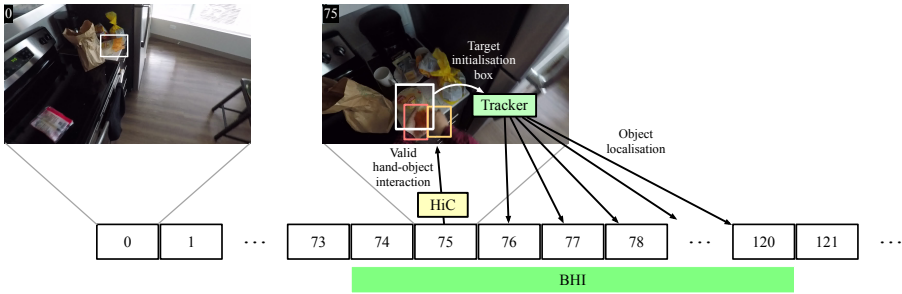 0
75
Target
initialisation
box
Tracker
Object
localisation
Valid
hand-object
interaction
HiC
0 1 ... 73 74 75 76 77 78 ... 120 121 ...
BHI